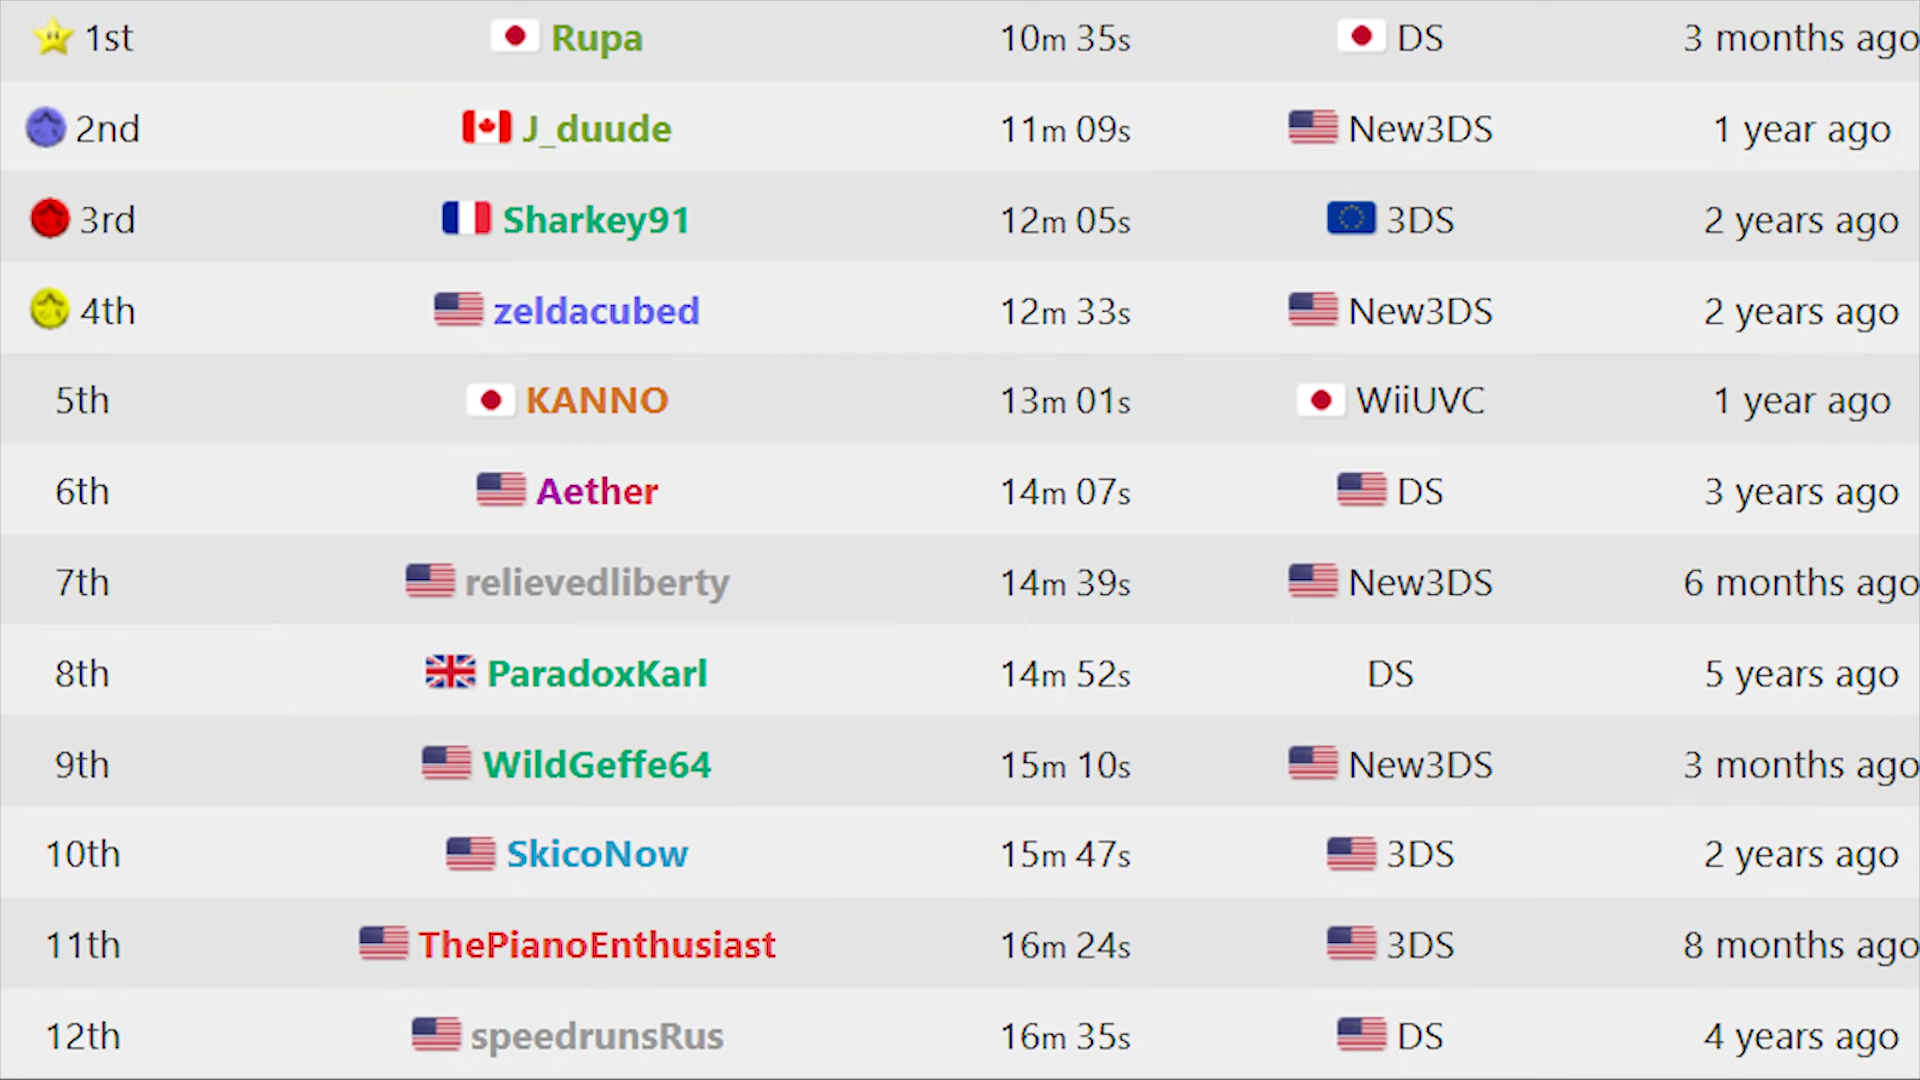 1st Rupa 10m 35s DS 3 months ago
2nd J_duude 11m 09s New3DS 1 year ago
3rd Sharkey91 12m 05s 3DS 2 years ago
4th zeldacubed 12m 33s New3DS 2 years ago
5th KANNO 13m 01s WiiUVC 1 year ago
6th Aether 14m 07s DS 3 years ago
7th relievedliberty 14m 39s New3DS 6 months ago
8th ParadoxKarl 14m 52s DS 5 years ago
9th WildGeffe64 15m 10s New3DS 3 months ago
10th SkicoNow 15m 47s 3DS 2 years ago
11th ThePianoEnthusiast 16m 24s 3DS 8 months ago
12th speedrunsRus 16m 35s DS 4 years ago